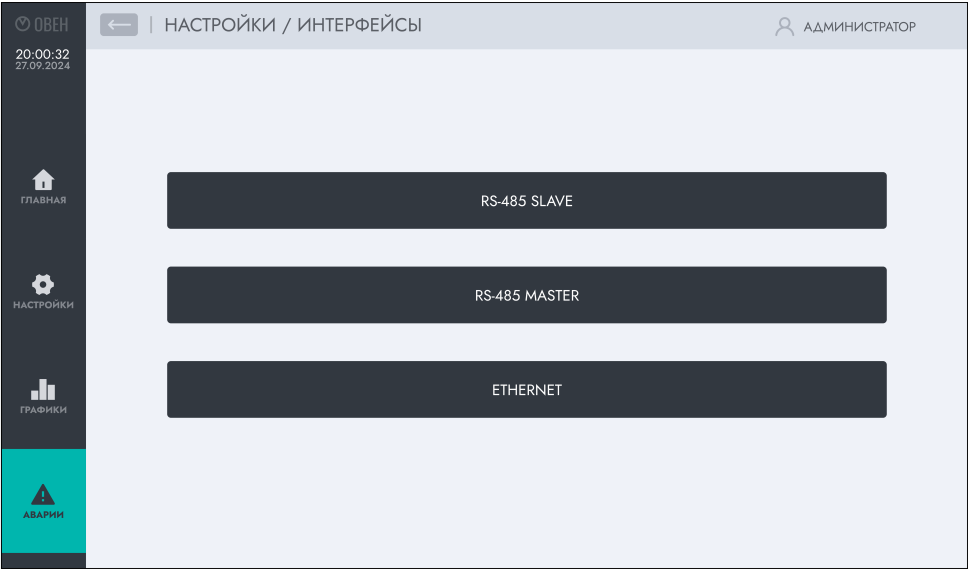 ОВЕН
20:00:32
27.09.2024
НАСТРОЙКИ / ИНТЕРФЕЙСЫ
АДМИНИСТРАТОР
ГЛАВНАЯ
НАСТРОЙКИ
ГРАФИКИ
АВАРИИ
RS-485 SLAVE
RS-485 MASTER
ETHERNET